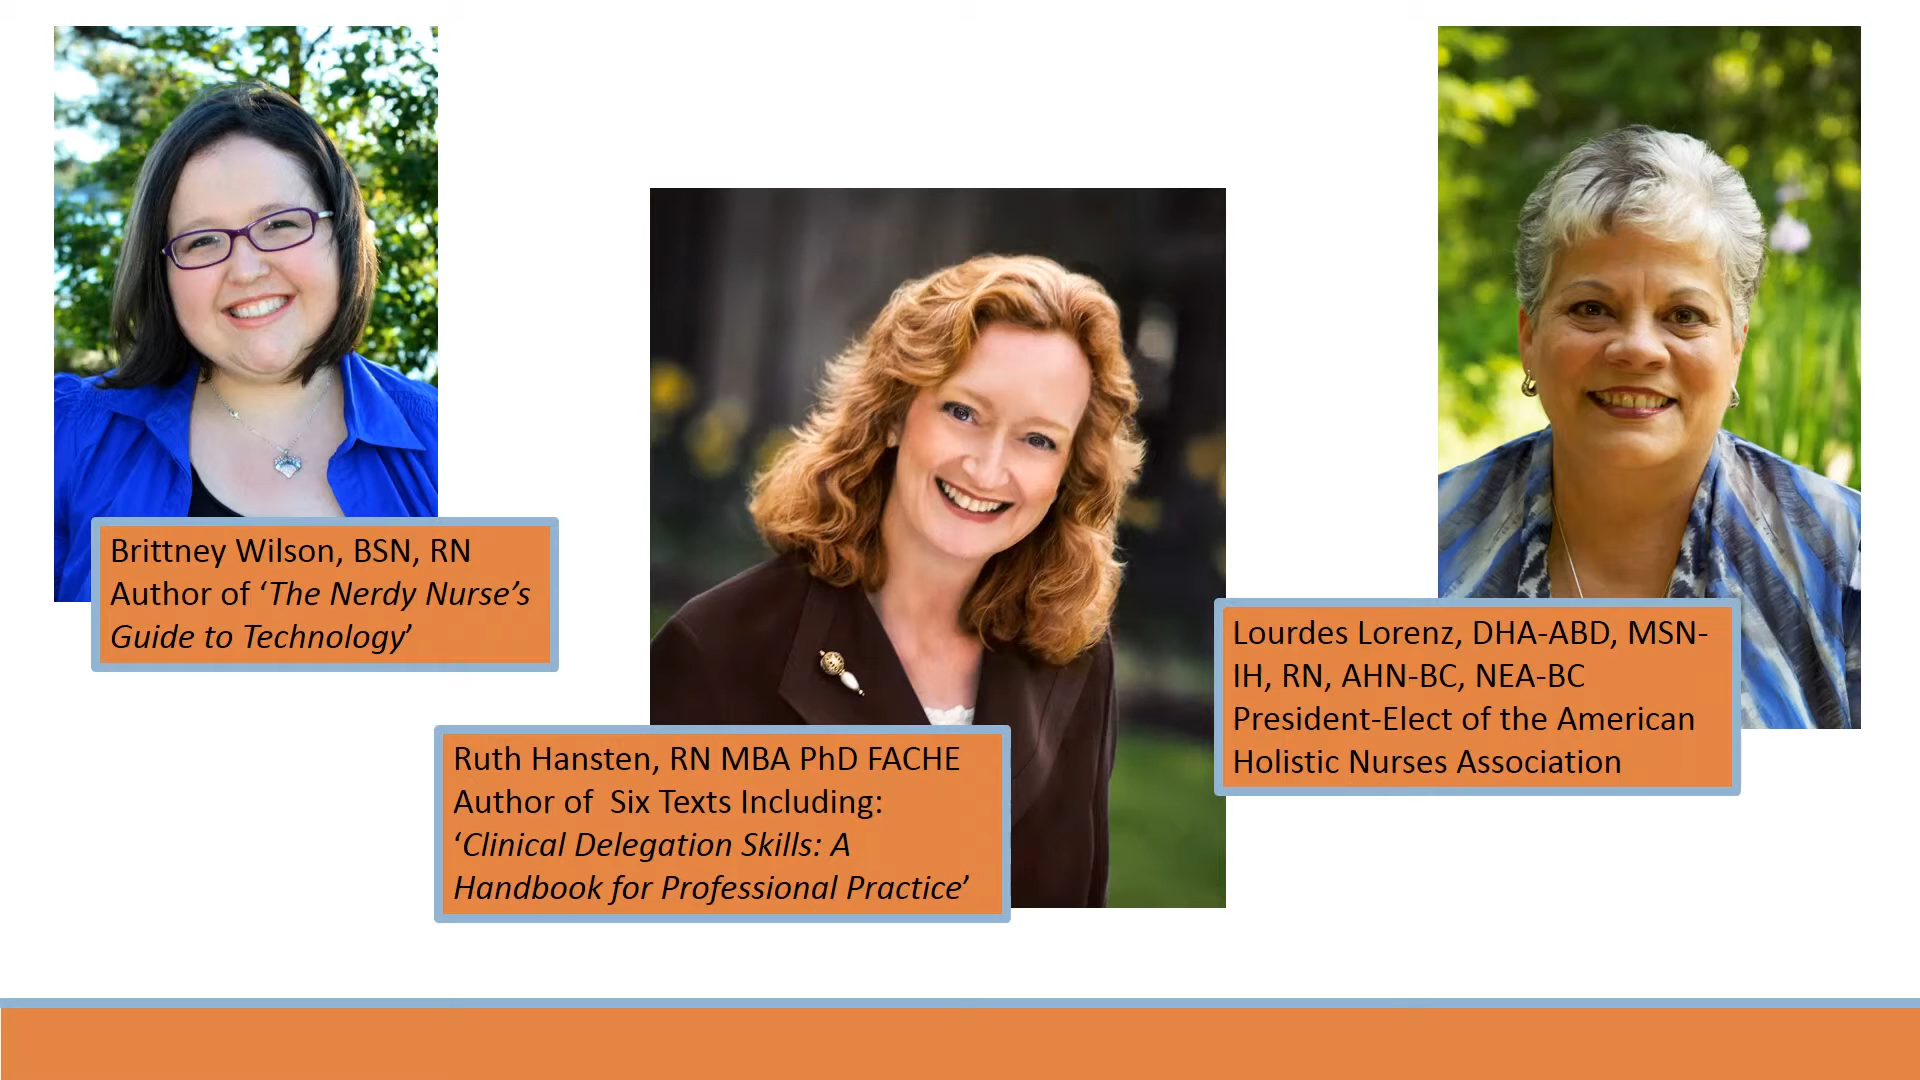 Brittney Wilson, BSN, RN
Author of ‘The Nerdy Nurse’s
Guide to Technology’
Ruth Hansten, RN MBA PhD FACHE
Author of  Six Texts Including:
‘Clinical Delegation Skills: A
Handbook for Professional Practice’
Lourdes Lorenz, DHA-ABD, MSN-
IH, RN, AHN-BC, NEA-BC
President-Elect of the American
Holistic Nurses Association